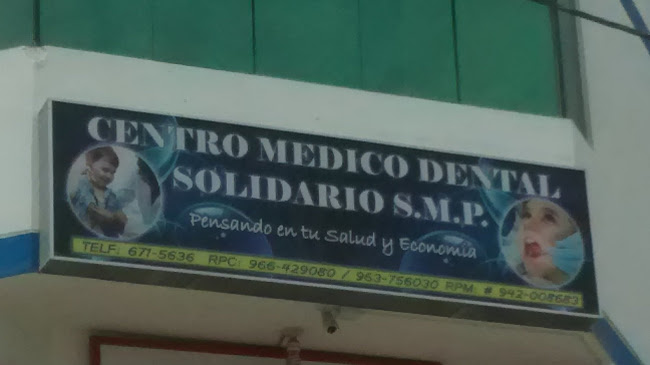 CENTRO MEDICO DENTAL
SOLIDARIO S.M.P.
Pensando en tu Salud y Economía
TELF: 671-5636 RPC: 966-429080 / 963-756030 RPM: # 942-008683